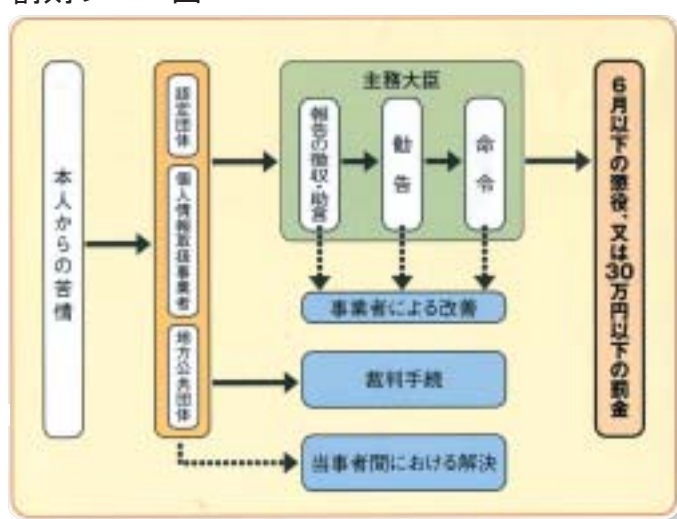 本人からの苦情
認定団体
個人情報取扱事業者
地方公共団体
主務大臣
報告の徴収・助言
勧告
命令
事業者による改善
裁判手続
当事者間における解決
6月以下の懲役、又は30万円以下の罰金